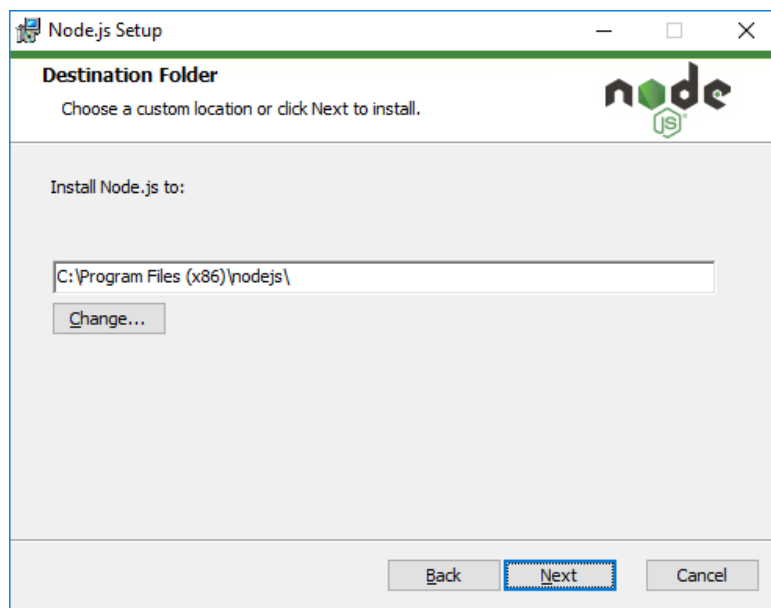 Node.js Setup
Destination Folder
Choose a custom location or click Next to install.
node
JS
Install Node.js to:
C:\Program Files (x86)\nodejs\
Change...
Back Next Cancel